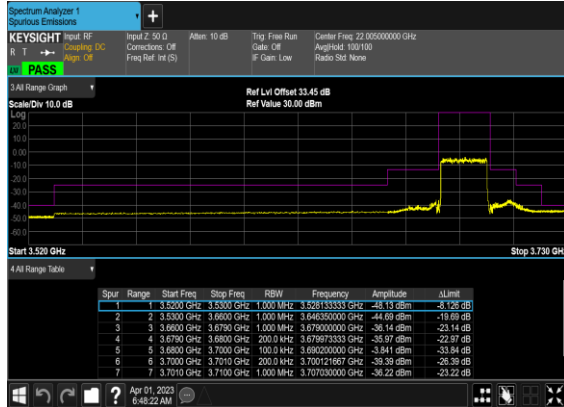 Spectrum Analyzer 1
Spurious Emissions
+
KEYSIGHT Input: RF Input Z: 50 Ω Atten: 10 dB Trig: Free Run Center Freq: 22.005000000 GHz
R T Coupling: DC Corrections: Off Gate: Off Avg|Hold: 100/100
Align: Off Freq Ref: Int (S) IF Gain: Low Radio Std: None
PASS
3 All Range Graph
Ref Lvl Offset 33.45 dB
Scale/Div 10.0 dB Ref Value 30.00 dBm
Log
20.0
10.0
0.00
-10.0
-20.0
-30.0
-40.0
-50.0
-60.0
Start 3.520 GHz Stop 3.730 GHz
4 All Range Table
Spur Range Start Freq Stop Freq RBW Frequency Amplitude ΔLimit
1 1 3.5200 GHz 3.5300 GHz 1.000 MHz 3.528133333 GHz -48.13 dBm -8.126 dB
2 2 3.5300 GHz 3.6600 GHz 1.000 MHz 3.646350000 GHz -44.69 dBm -19.69 dB
3 3 3.6600 GHz 3.6790 GHz 1.000 MHz 3.679000000 GHz -36.14 dBm -23.14 dB
4 4 3.6790 GHz 3.6800 GHz 200.0 kHz 3.679973333 GHz -35.97 dBm -22.97 dB
5 5 3.6800 GHz 3.7000 GHz 100.0 kHz 3.690200000 GHz -3.841 dBm -33.84 dB
6 6 3.7000 GHz 3.7010 GHz 200.0 kHz 3.700121667 GHz -39.39 dBm -26.39 dB
7 7 3.7010 GHz 3.7100 GHz 1.000 MHz 3.707030000 GHz -36.22 dBm -23.22 dB
?
Apr 01, 2023
6:48:22 AM